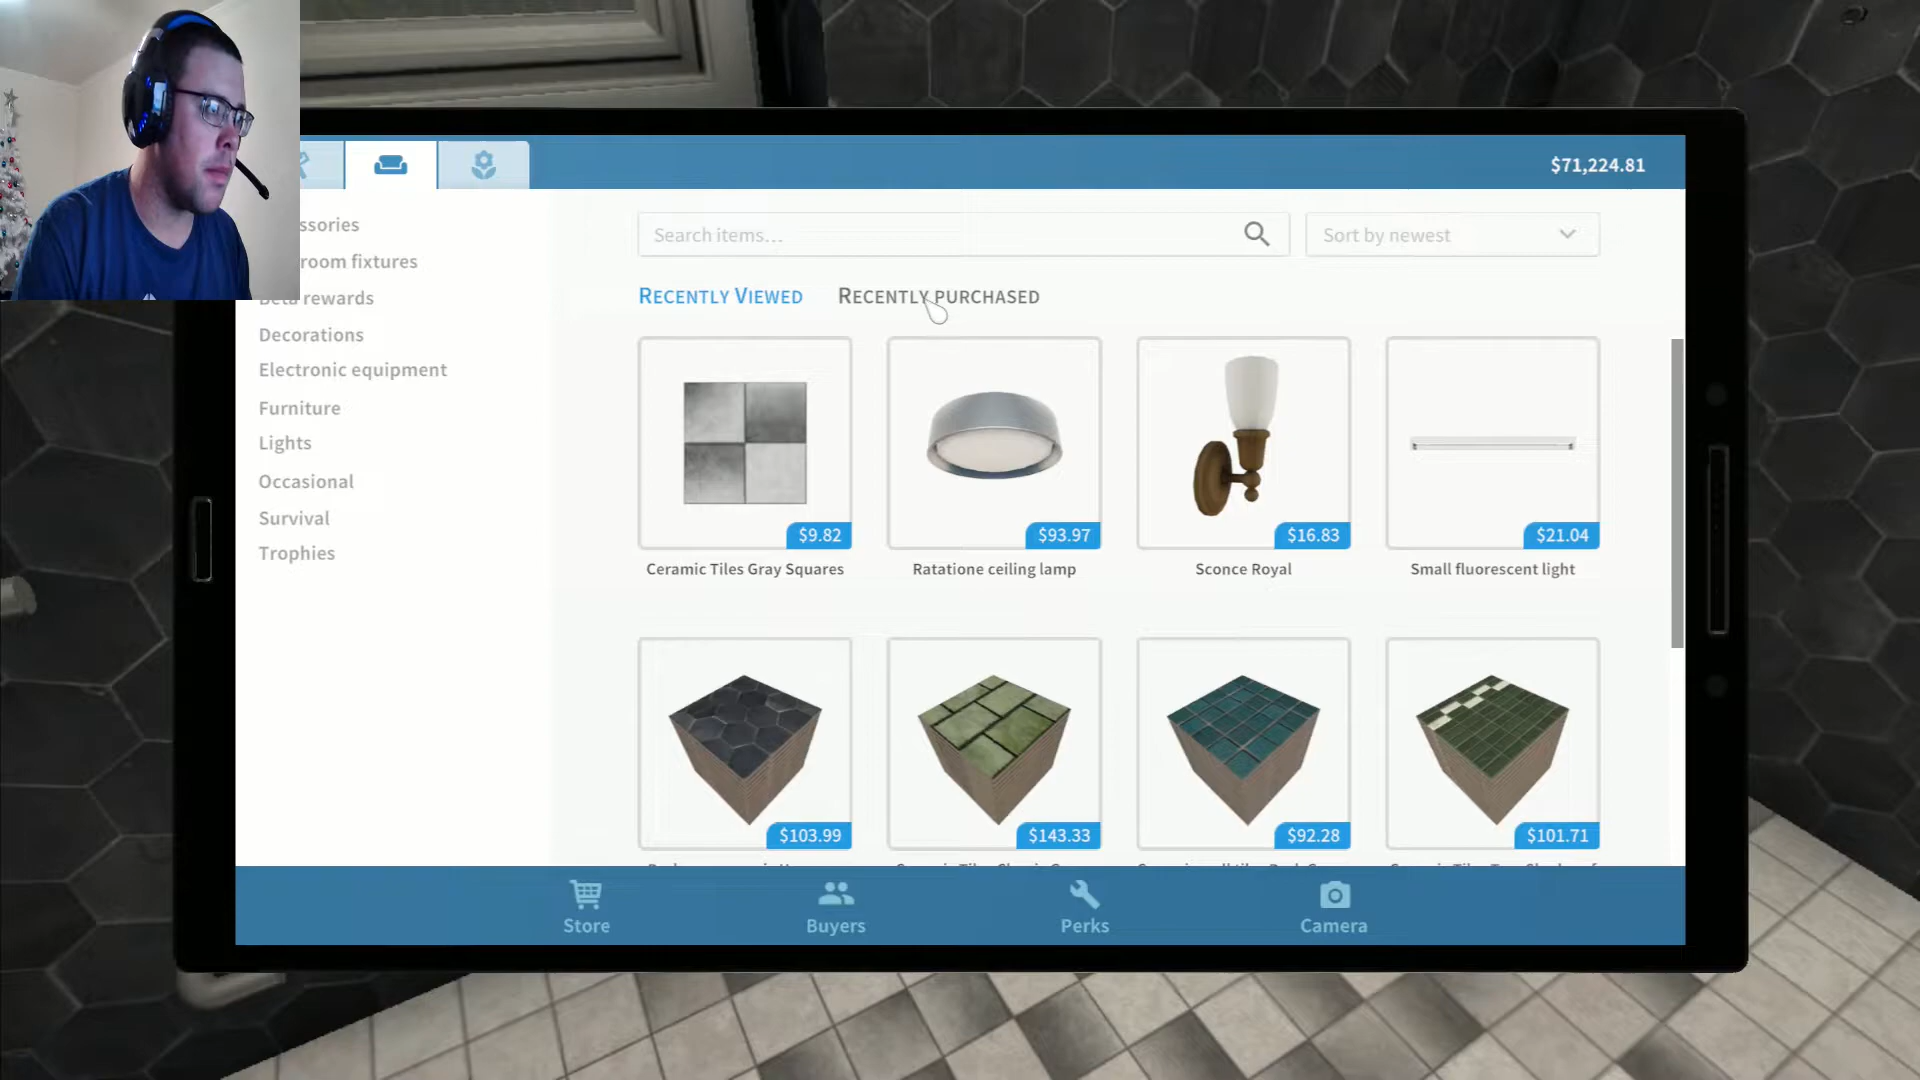 $71,224.81
Search items...
Sort by newest
ssories
room fixtures
rewards
Decorations
Electronic equipment
Furniture
Lights
Occasional
Survival
Trophies
RECENTLY VIEWED RECENTLY PURCHASED
$9.82 $93.97 $16.83 $21.04
Ceramic Tiles Gray Squares Ratatione ceiling lamp Sconce Royal Small fluorescent light
$103.99 $143.33 $92.28 $101.71
Store Buyers Perks Camera